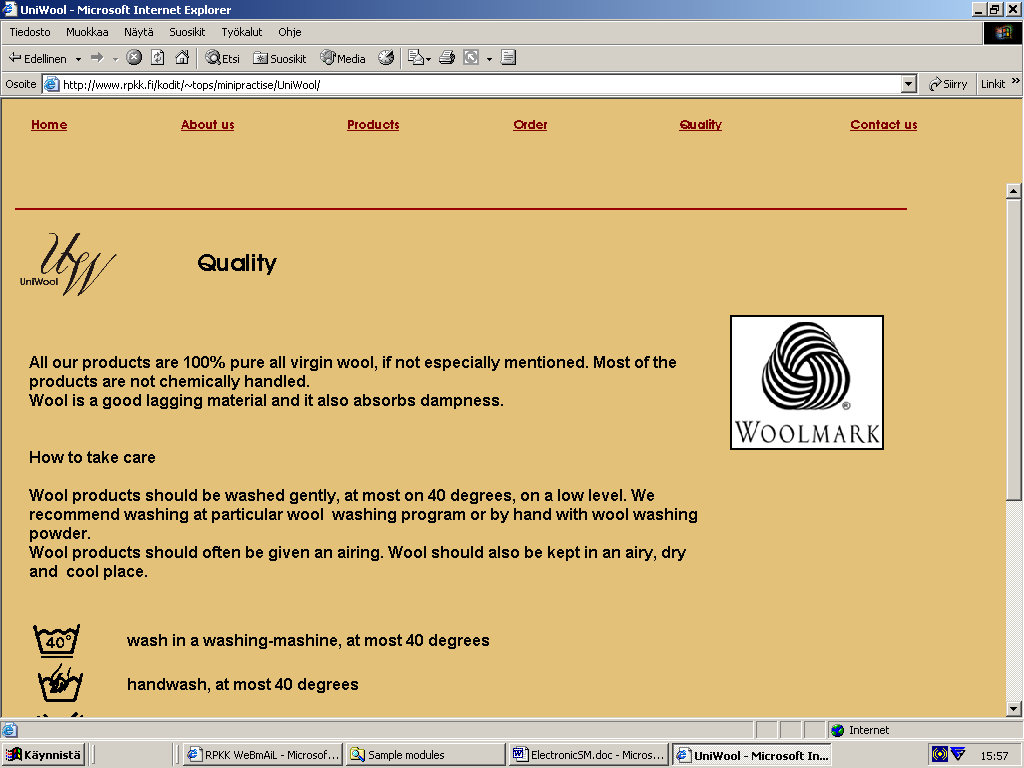 UniWool - Microsoft Internet Explorer
Tiedosto Muokkaa Näytä Suosikit Työkalut Ohje
Edellinen Etsi Suosikit Media
Osoite http://www.rpkk.fi/kodit/~tops/minipractise/UniWool/ Siirry Linkit »
Home About us Products Order Quality Contact us
UW
UniWool
Quality
All our products are 100% pure all virgin wool, if not especially mentioned. Most of the
products are not chemically handled.
Wool is a good lagging material and it also absorbs dampness.
®
WOOLMARK
How to take care
Wool products should be washed gently, at most on 40 degrees, on a low level. We
recommend washing at particular wool  washing program or by hand with wool washing
powder.
Wool products should often be given an airing. Wool should also be kept in an airy, dry
and  cool place.
40° wash in a washing-mashine, at most 40 degrees
handwash, at most 40 degrees
Internet
Käynnistä RPKK WeBmAiL - Microsof... Sample modules ElectronicSM.doc - Micros... UniWool - Microsoft In... 15:57